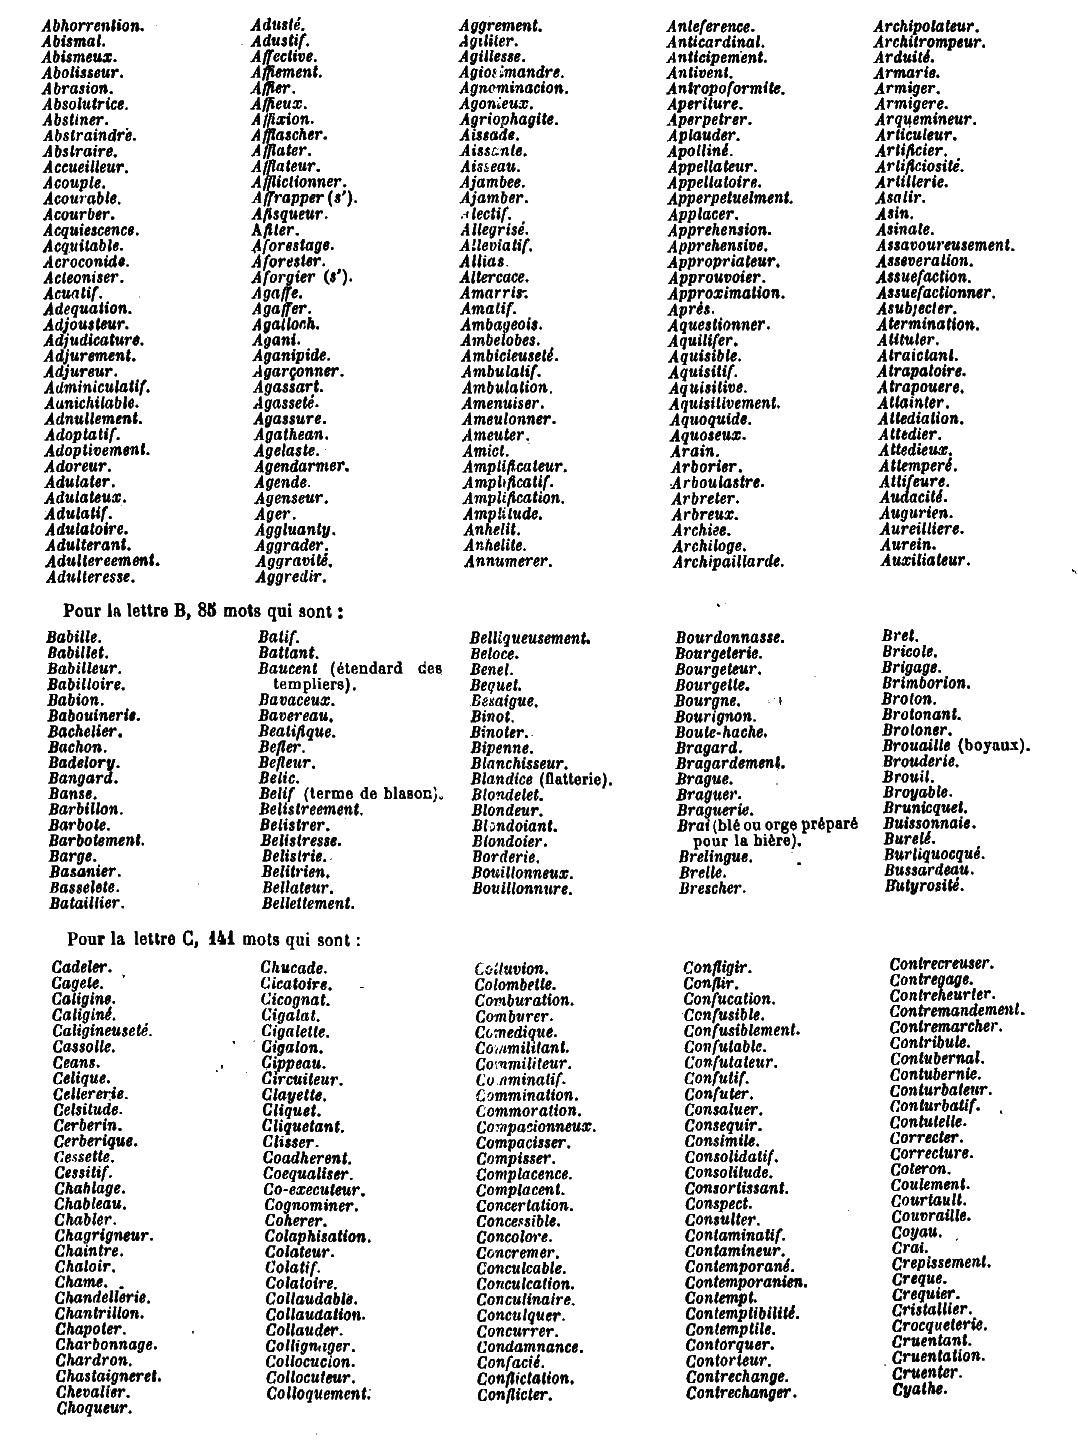 Abhorrention.
Abismal.
Abismeux.
Abolisseur.
Abrasion.
Absolutrice.
Abstiner.
Abstraindre.
Abstraire.
Accueilleur.
Acouple.
Acourable.
Acourber.
Acquiescence.
Acquitable.
Acroconide.
Acteoniser.
Acuatif.
Adequation.
Adjousteur.
Adjudicature.
Adjurement.
Adjureur.
Adminiculatif.
Aunichilable.
Adnullement.
Adoptatif.
Adoptivement.
Adoreur.
Adulater.
Adulateux.
Adulatif.
Adulatoire.
Adulterant.
Adultereement.
Adulteresse.
Adusté.
Adustif.
Affective.
Affiement.
Affier.
Affieux.
Affixion.
Afflascher.
Afflater.
Afflateur.
Afflictionner.
Affrapper (s').
Afisqueur.
Afiler.
Aforestage.
Aforester.
Aforgier (s').
Agaffe.
Agaffer.
Agalloch.
Agani.
Aganipide.
Agarçonner.
Agassart.
Agasseté.
Agassure.
Agathean.
Agelaste.
Agendarmer.
Agende.
Agenseur.
Ager.
Aggluanty.
Aggrader.
Aggravité.
Aggredir.
Aggrement.
Agiliter.
Agillesse.
Agiosimandre.
Agnominacion.
Agonieux.
Agriophagite.
Aissade.
Aissante.
Aisseau.
Ajambee.
Ajamber.
Alectif.
Allegrisé.
Alleviatif.
Allias.
Altercace.
Amarris.
Amatif.
Ambageois.
Ambelobes.
Ambicieuseté.
Ambulatif.
Ambulation.
Amenuiser.
Ameulonner.
Ameuter.
Amict.
Amplificateur.
Amplificatif.
Amplification.
Amplitude.
Anhelit.
Anhelite.
Annumerer.
Anteference.
Anticardinal.
Anticipement.
Antivent.
Antropoformite.
Aperiture.
Aperpetrer.
Aplauder.
Apolliné.
Appellateur.
Appellatoire.
Apperpetuelment.
Applacer.
Apprehension.
Apprehensive.
Appropriateur.
Approuvoier.
Approximation.
Après.
Aquestionner.
Aquilifer.
Aquisible.
Aquisitif.
Aquisitive.
Aquisitivement.
Aquoquide.
Aquoseux.
Arain.
Arborier.
Arboulastre.
Arbreter.
Arbreux.
Archiee.
Archiloge.
Archipaillarde.
Archipolateur.
Architrompeur.
Arduité.
Armarie.
Armiger.
Armigere.
Arquemineur.
Articuleur.
Artificier.
Artificiosité.
Artillerie.
Asalir.
Asin.
Asinate.
Assavoureusement.
Asseveration.
Assuefaction.
Assuefactionner.
Asubjecter.
Atermination.
Atituler.
Atraictant.
Atrapatoire.
Atrapouere.
Attainter.
Attediation.
Attedier.
Attedieux.
Attemperé.
Attifeure.
Audacité.
Augurien.
Aureilliere.
Aurein.
Auxiliateur.
Pour la lettre B, 85 mots qui sont :
Babille.
Babillet.
Babilleur.
Babilloire.
Babion.
Babouinerie.
Bachelier.
Bachon.
Badelory.
Bangard.
Banse.
Barbillon.
Barbote.
Barbotement.
Barge.
Basanier.
Basselete.
Bataillier.
Batif.
Battant.
Baucent (étendard des
templiers).
Bavaceux.
Bavereau.
Beatifique.
Befler.
Befleur.
Belic.
Belif (terme de blason).
Belistreement.
Belistrer.
Belistresse.
Belistrie.
Belitrien.
Bellateur.
Bellettement.
Belliqueusement.
Beloce.
Benel.
Bequet.
Besaigue.
Binot.
Binoter.
Bipenne.
Blanchisseur.
Blandice (flatterie).
Blondelet.
Blondeur.
Blondoiant.
Blondoier.
Borderie.
Bouillonneux.
Bouillonnure.
Bourdonnasse.
Bourgeterie.
Bourgeteur.
Bourgette.
Bourgne.
Bourignon.
Boute-hache.
Bragard.
Bragardement.
Brague.
Braguer.
Braguerie.
Brai (blé ou orge préparé
pour la bière).
Brelingue.
Brelle.
Brescher.
Bret.
Bricole.
Brigage.
Brimborion.
Broton.
Brotonant.
Brotoner.
Brouaille (boyaux).
Brouderie.
Brouil.
Broyable.
Brunicquet.
Buissonnaie.
Burelé.
Burtiquocqué.
Bussardeau.
Butyrosité.
Pour la lettre C, 141 mots qui sont :
Cadeler.
Cagete.
Caligine.
Caliginé.
Caligineuseté.
Cassolle.
Ceans.
Celique.
Cellererie.
Celsitude.
Cerberin.
Cerberique.
Cessette.
Cessitif.
Chablage.
Chableau.
Chabler.
Chagrigneur.
Chaintre.
Chaloir.
Chame.
Chandellerie.
Chantrillon.
Chapoter.
Charbonnage.
Chardron.
Chastaigneret.
Chevalier.
Choqueur.
Chucade.
Cicatoire.
Cicognat.
Cigalat.
Cigalette.
Cigalon.
Cippeau.
Circuiteur.
Clayette.
Cliquet.
Cliquetant.
Clisser.
Coadherent.
Coequaliser.
Co-executeur.
Cognominer.
Coherer.
Colaphisation.
Colateur.
Colatif.
Colatoire.
Collaudable.
Collaudation.
Collauder.
Collignager.
Collocucion.
Collocuteur.
Colloquement.
Colluvion.
Colombette.
Comburation.
Comburer.
Comedique.
Commilitant.
Commiliteur.
Comminatif.
Commination.
Commoration.
Compacionneux.
Compacisser.
Compisser.
Complacence.
Complacent.
Concertation.
Concessible.
Concolore.
Concremer.
Conculcable.
Conculcation.
Conculinaire.
Conculquer.
Concurrer.
Condamnance.
Confacié.
Conflictation.
Conflicter.
Confligir.
Conflir.
Confucation.
Confusible.
Confusiblement.
Confutable.
Confutateur.
Confutif.
Confuter.
Consaluer.
Consequir.
Consimile.
Consolidatif.
Consolitude.
Consortissant.
Conspect.
Consulter.
Contaminatif.
Contamineur.
Contemporané.
Contemporanien.
Contempt.
Contemptibilité.
Contemptile.
Contorquer.
Contorteur.
Contrechange.
Contrechanger.
Contrecreuser.
Contregage.
Contreheurter.
Contremandement.
Contremarcher.
Contribule.
Contubernal.
Contubernie.
Conturbateur.
Conturbatif.
Contutelle.
Correcter.
Correcture.
Coteron.
Coulement.
Courtault.
Couvraille.
Coyau.
Crai.
Crepissement.
Creque.
Crequier.
Cristallier.
Crocqueterie.
Cruentant.
Cruentation.
Cruenter.
Cyathe.